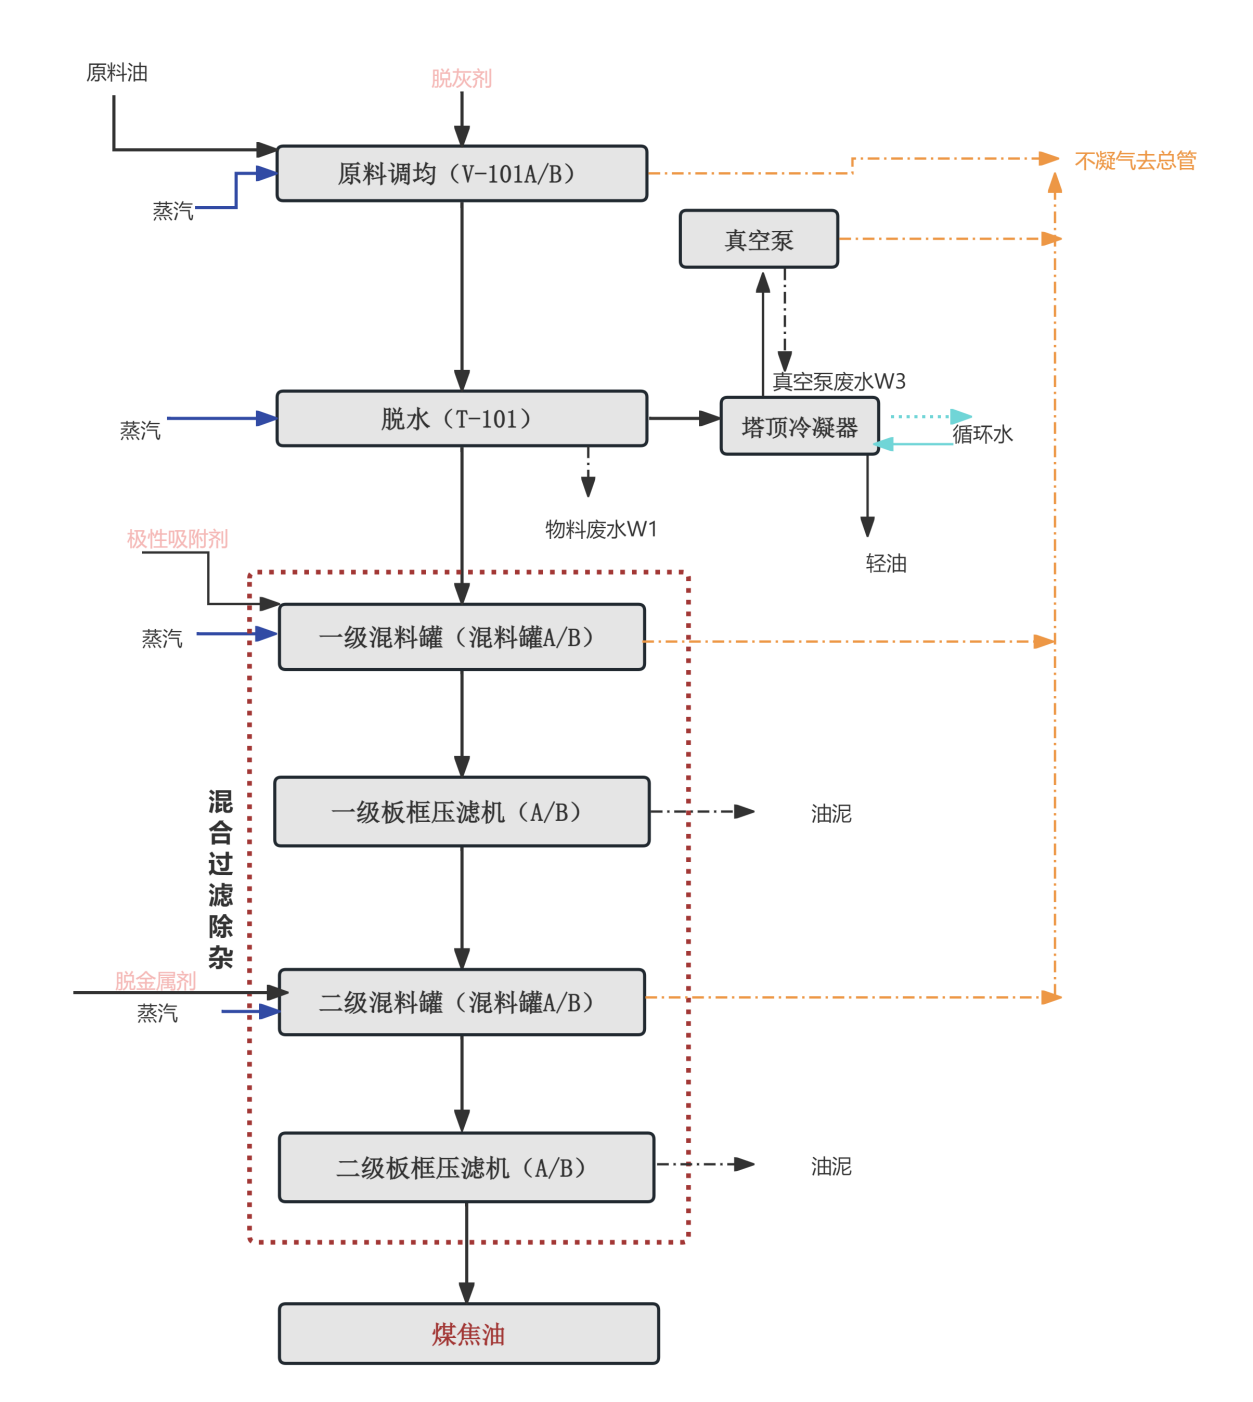 原料油
脱灰剂
原料调均（V-101A/B）
不凝气去总管
蒸汽
真空泵
真空泵废水W3
脱水（T-101）
塔顶冷凝器
蒸汽
循环水
物料废水W1
极性吸附剂
轻油
蒸汽
一级混料罐（混料罐A/B）
一级板框压滤机（A/B）
油泥
混合过滤除杂
脱金属剂
蒸汽
二级混料罐（混料罐A/B）
二级板框压滤机（A/B）
油泥
煤焦油